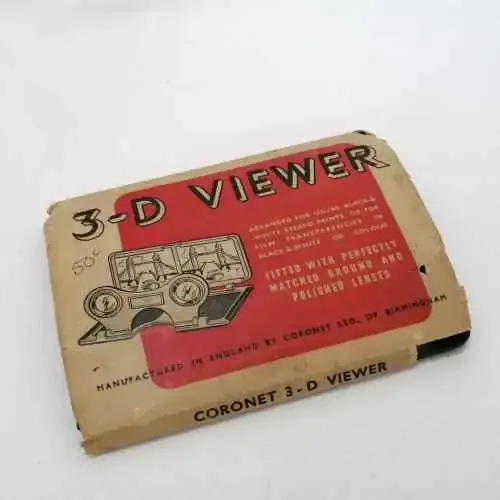 3-D VIEWER
50c
ARRANGED FOR USING BLACK-&
WHITE STEREO PRINTS, OR FOR
FILM TRANSPARENCIES IN
BLACK-&-WHITE OR COLOUR
FITTED WITH PERFECTLY
MATCHED GROUND AND
POLISHED LENSES
MANUFACTURED IN ENGLAND BY CORONET LTD., OF BIRMINGHAM
CORONET 3-D VIEWER